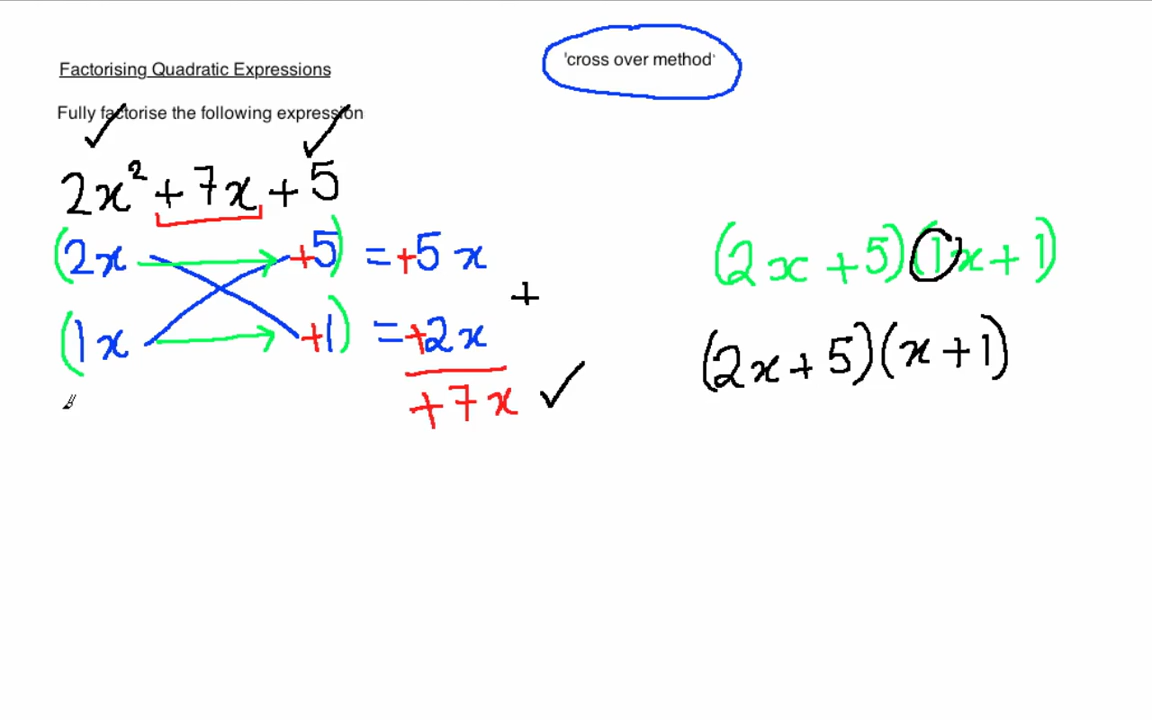 'cross over method'
Factorising Quadratic Expressions
Fully factorise the following expression
2x² + 7x + 5
(2x +5) = +5x
+
(1x +1) = +2x
+7x
(2x + 5)(1x + 1)
(2x + 5)(x + 1)